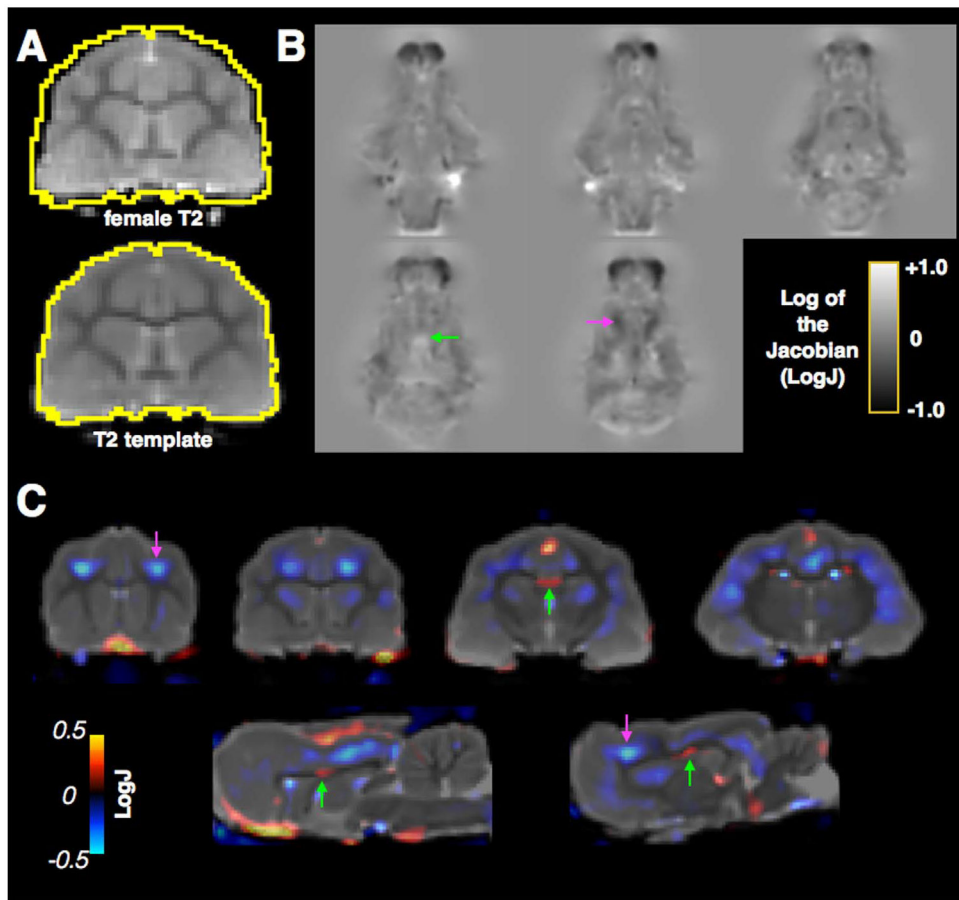 A
B
female T2
T2 template
Log of
the
Jacobian
(LogJ)
+1.0
0
-1.0
C
0.5
0
-0.5
LogJ